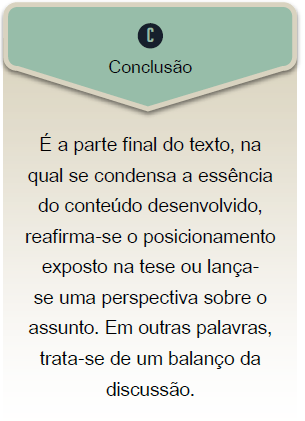 C
Conclusão
É a parte final do texto, na
qual se condensa a essência
do conteúdo desenvolvido,
reafirma-se o posicionamento
exposto na tese ou lança-
se uma perspectiva sobre o
assunto. Em outras palavras,
trata-se de um balanço da
discussão.